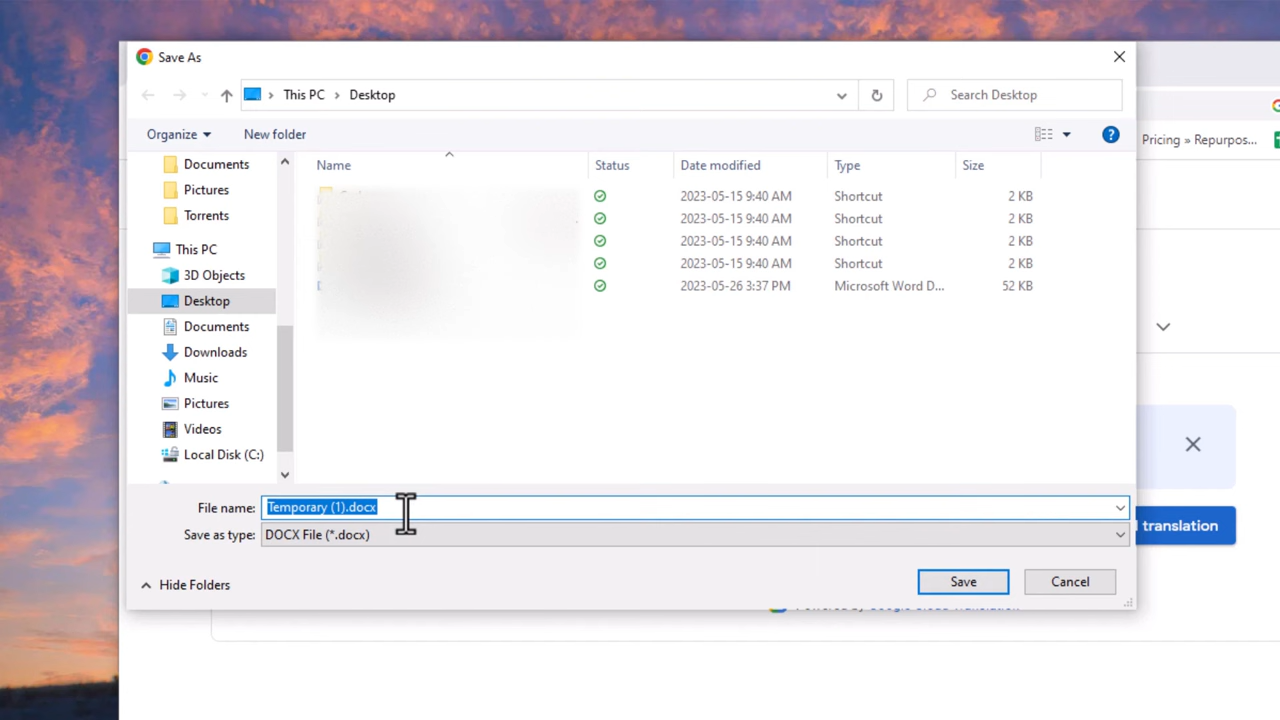 Save As
This PC > Desktop
Search Desktop
Organize
New folder
Name Status Date modified Type Size
Documents
Pictures
Torrents
This PC
3D Objects
Desktop
Documents
Downloads
Music
Pictures
Videos
Local Disk (C:)
2023-05-15 9:40 AM Shortcut 2 KB
2023-05-15 9:40 AM Shortcut 2 KB
2023-05-15 9:40 AM Shortcut 2 KB
2023-05-15 9:40 AM Shortcut 2 KB
2023-05-26 3:37 PM Microsoft Word D... 52 KB
File name: Temporary (1).docx
Save as type: DOCX File (*.docx)
Hide Folders
Save
Cancel
Pricing » Repurpos...
translation